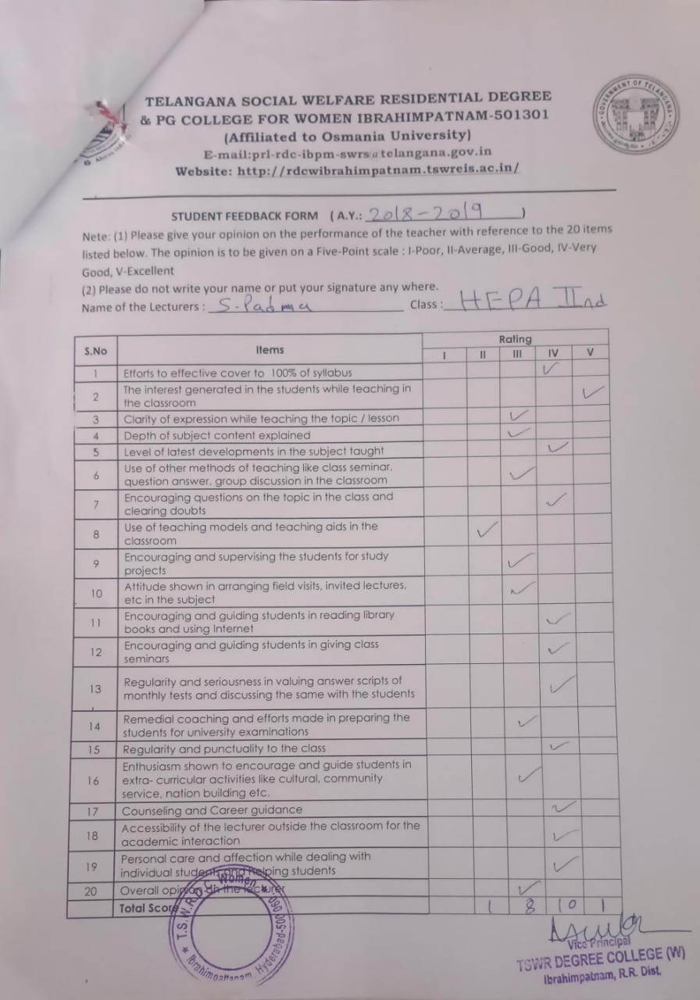 TELANGANA SOCIAL WELFARE RESIDENTIAL DEGREE
& PG COLLEGE FOR WOMEN IBRAHIMPATNAM-501301
(Affiliated to Osmania University)
E-mail:prl-rdc-ibpm-swrs@telangana.gov.in
Website: http://rdcwibrahimpatnam.tswreis.ac.in/
GOVERNMENT OF TELANGANA
STUDENT FEEDBACK FORM ( A.Y.: 2018-2019 )
Nete: (1) Please give your opinion on the performance of the teacher with reference to the 20 items
listed below. The opinion is to be given on a Five-Point scale : I-Poor, II-Average, III-Good, IV-Very
Good, V-Excellent
(2) Please do not write your name or put your signature any where.
Name of the Lecturers : S. Padma Class : HEPA IInd
S.No Items Rating
I II III IV V
1 Efforts to effective cover to 100% of syllabus ✓
2 The interest generated in the students while teaching in
the classroom ✓
3 Clarity of expression while teaching the topic / lesson ✓
4 Depth of subject content explained ✓
5 Level of latest developments in the subject taught ✓
6 Use of other methods of teaching like class seminar,
question answer, group discussion in the classroom ✓
7 Encouraging questions on the topic in the class and
clearing doubts ✓
8 Use of teaching models and teaching aids in the
classroom ✓
9 Encouraging and supervising the students for study
projects ✓
10 Attitude shown in arranging field visits, invited lectures,
etc in the subject ✓
11 Encouraging and guiding students in reading library
books and using Internet ✓
12 Encouraging and guiding students in giving class
seminars ✓
13 Regularity and seriousness in valuing answer scripts of
monthly tests and discussing the same with the students ✓
14 Remedial coaching and efforts made in preparing the
students for university examinations ✓
15 Regularity and punctuality to the class ✓
16 Enthusiasm shown to encourage and guide students in
extra- curricular activities like cultural, community
service, nation building etc. ✓
17 Counseling and Career guidance ✓
18 Accessibility of the lecturer outside the classroom for the
academic interaction ✓
19 Personal care and affection while dealing with
individual students and helping students ✓
20 Overall opinion on the lecturer ✓
Total Score 1 8 10 1
T.S.W.R.D.C. Women
Ibrahimpatnam, Hyderabad-500 060
Vice Principal
TSWR DEGREE COLLEGE (W)
Ibrahimpatnam, R.R. Dist.